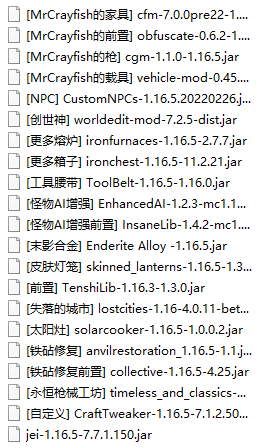 [MrCrayfish的家具] cfm-7.0.0pre22-1....
[MrCrayfish的前置] obfuscate-0.6.2-1....
[MrCrayfish的枪] cgm-1.1.0-1.16.5.jar
[MrCrayfish的载具] vehicle-mod-0.45....
[NPC] CustomNPCs-1.16.5.20220226.j...
[创世神] worldedit-mod-7.2.5-dist.jar
[更多熔炉] ironfurnaces-1.16.5-2.7.7.jar
[更多箱子] ironchest-1.16.5-11.2.21.jar
[工具腰带] ToolBelt-1.16.5-1.16.0.jar
[怪物AI增强] EnhancedAI-1.2.3-mc1.1...
[怪物AI增强前置] InsaneLib-1.4.2-mc1....
[末影合金] Enderite Alloy -1.16.5.jar
[皮肤灯笼] skinned_lanterns-1.16.5-1.3...
[前置] TenshiLib-1.16.3-1.3.0.jar
[失落的城市] lostcities-1.16-4.0.11-bet...
[太阳灶] solarcooker-1.16.5-1.0.0.2.jar
[铁砧修复] anvilrestoration_1.16.5-1.1.j...
[铁砧修复前置] collective-1.16.5-4.25.jar
[永恒枪械工坊] timeless_and_classics-...
[自定义] CraftTweaker-1.16.5-7.1.2.50...
jei-1.16.5-7.7.1.150.jar